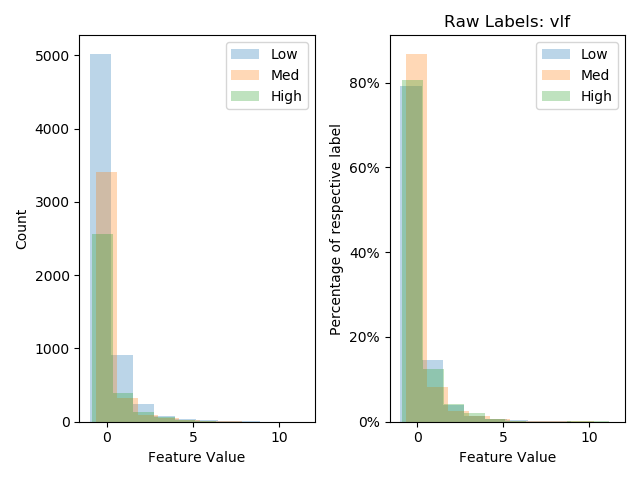 Raw Labels: vlf
Count
5000
4000
3000
2000
1000
0
Low
Med
High
0
5
10
Feature Value
Percentage of respective label
80%
60%
40%
20%
0%
Low
Med
High
0
5
10
Feature Value